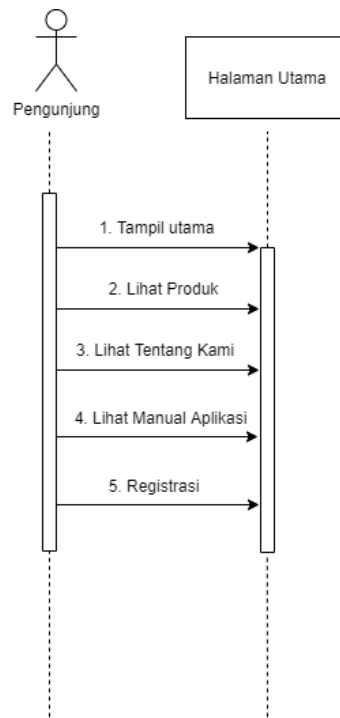 Pengunjung
Halaman Utama
1. Tampil utama
2. Lihat Produk
3. Lihat Tentang Kami
4. Lihat Manual Aplikasi
5. Registrasi